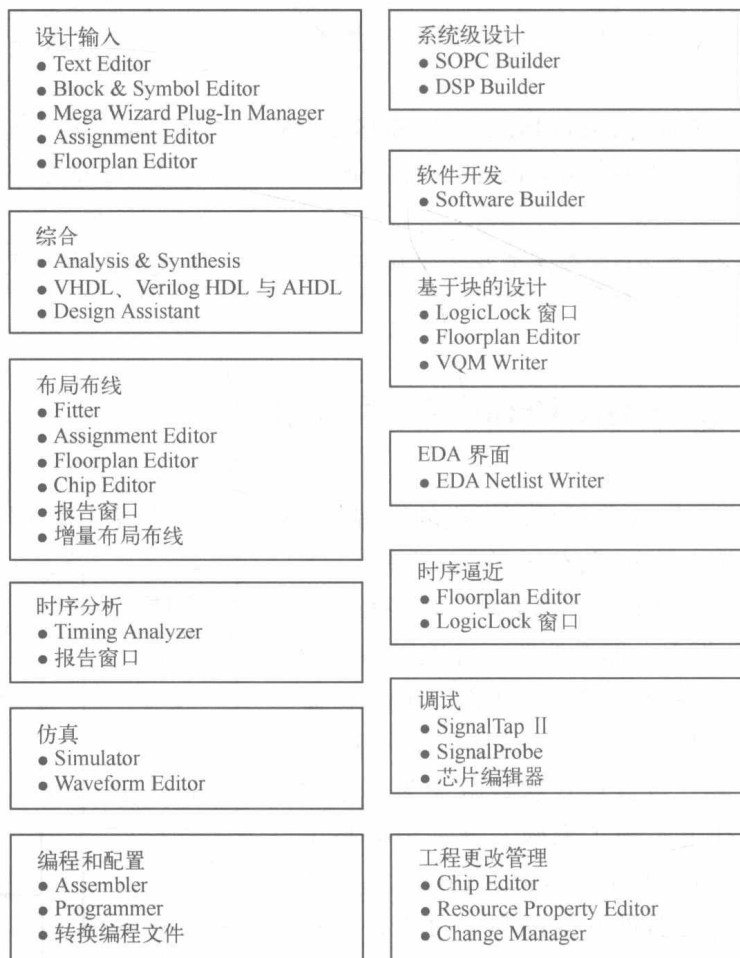 设计输入
● Text Editor
● Block & Symbol Editor
● Mega Wizard Plug-In Manager
● Assignment Editor
● Floorplan Editor
综合
● Analysis & Synthesis
● VHDL、Verilog HDL 与 AHDL
● Design Assistant
布局布线
● Fitter
● Assignment Editor
● Floorplan Editor
● Chip Editor
● 报告窗口
● 增量布局布线
时序分析
● Timing Analyzer
● 报告窗口
仿真
● Simulator
● Waveform Editor
编程和配置
● Assembler
● Programmer
● 转换编程文件
系统级设计
● SOPC Builder
● DSP Builder
软件开发
● Software Builder
基于块的设计
● LogicLock 窗口
● Floorplan Editor
● VQM Writer
EDA 界面
● EDA Netlist Writer
时序逼近
● Floorplan Editor
● LogicLock 窗口
调试
● SignalTap Ⅱ
● SignalProbe
● 芯片编辑器
工程更改管理
● Chip Editor
● Resource Property Editor
● Change Manager